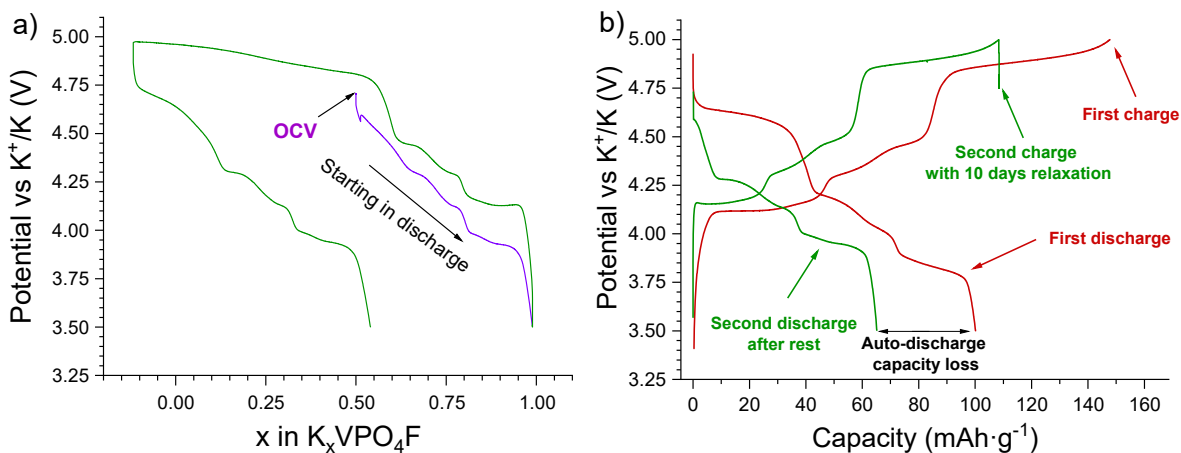 a)
Potential vs K⁺/K (V)
5.00
4.75
4.50
4.25
4.00
3.75
3.50
3.25
OCV
Starting in discharge
0.00
0.25
0.50
0.75
1.00
x in KₓVPO₄F
b)
Potential vs K⁺/K (V)
5.00
4.75
4.50
4.25
4.00
3.75
3.50
3.25
First charge
Second charge
with 10 days relaxation
First discharge
Second discharge
after rest
Auto-discharge
capacity loss
0
20
40
60
80
100
120
140
160
Capacity (mAh·g⁻¹)